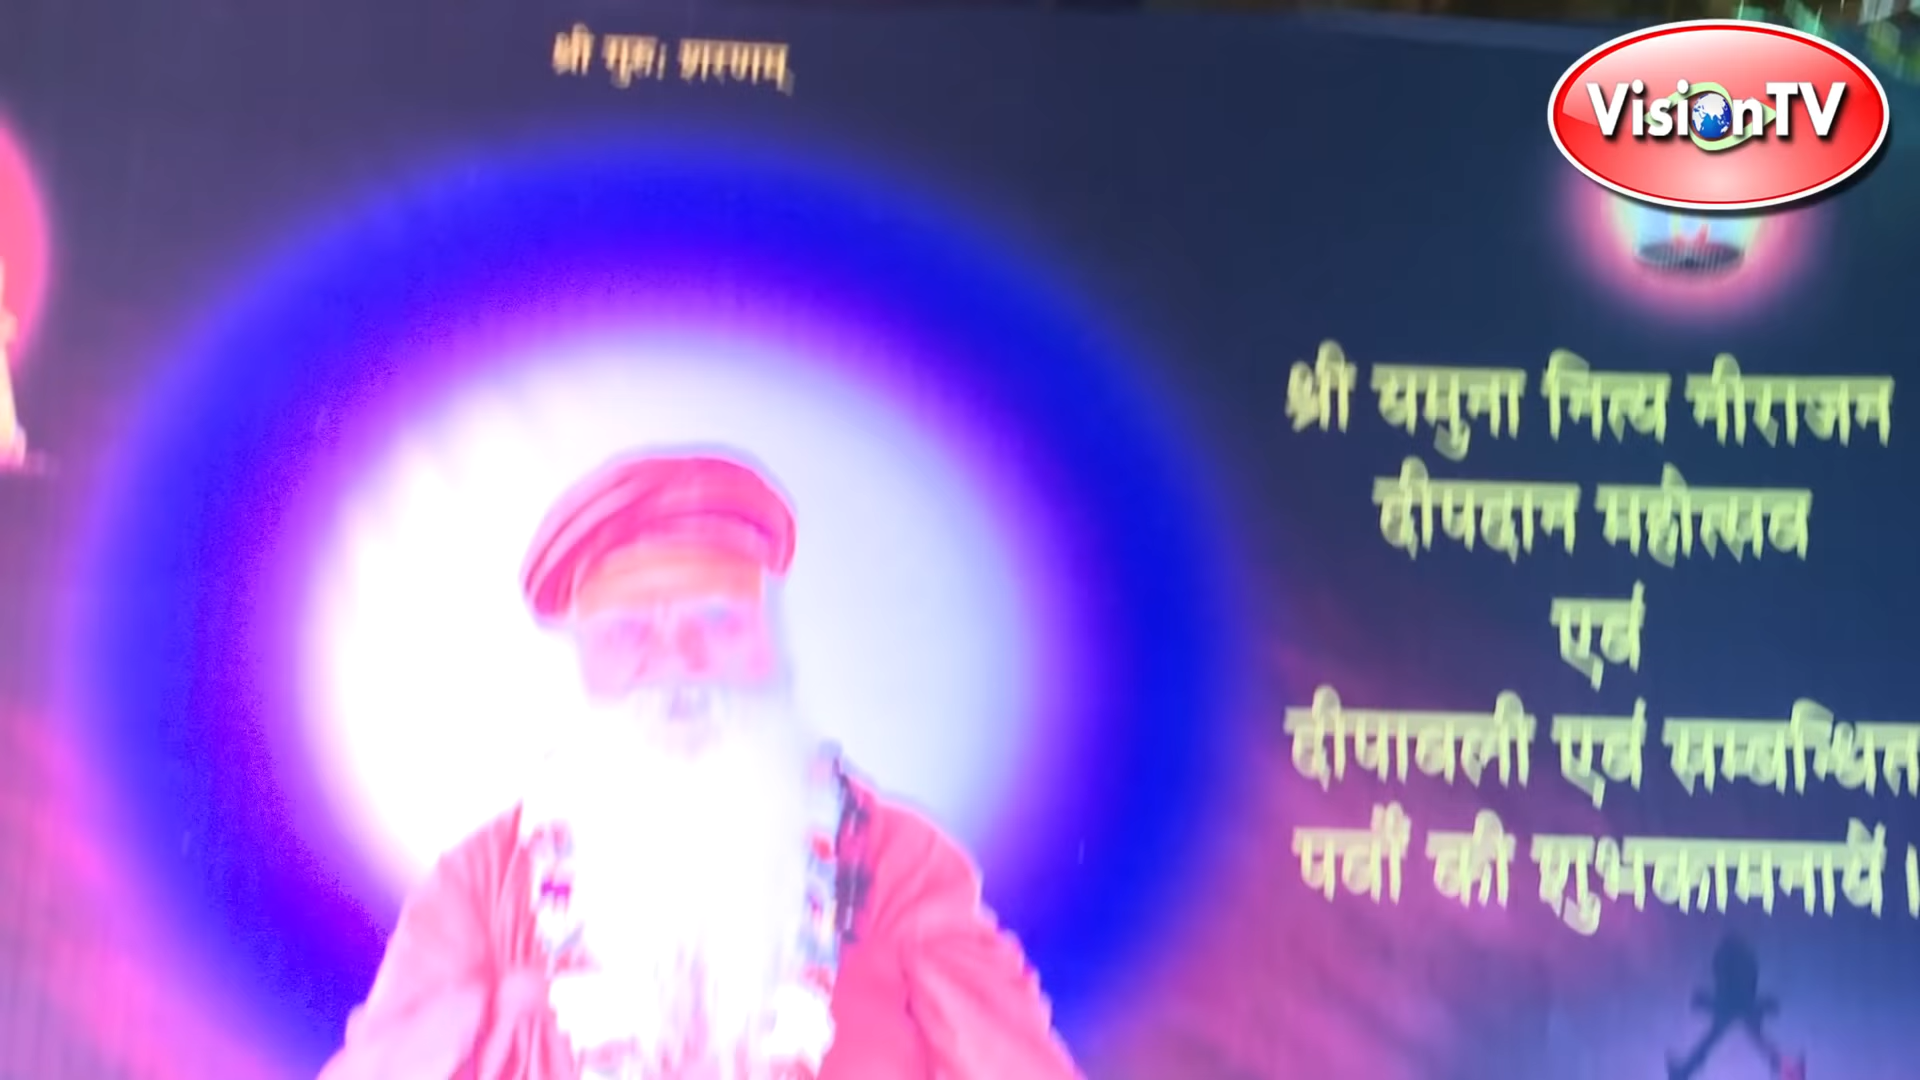 श्री गुरुः शरणम्
VisionTV
श्री यमुना नित्य नीराजन
दीपदान महोत्सव
एवं
दीपावली एवं सम्बन्धित
पर्वों की शुभकामनायें ।